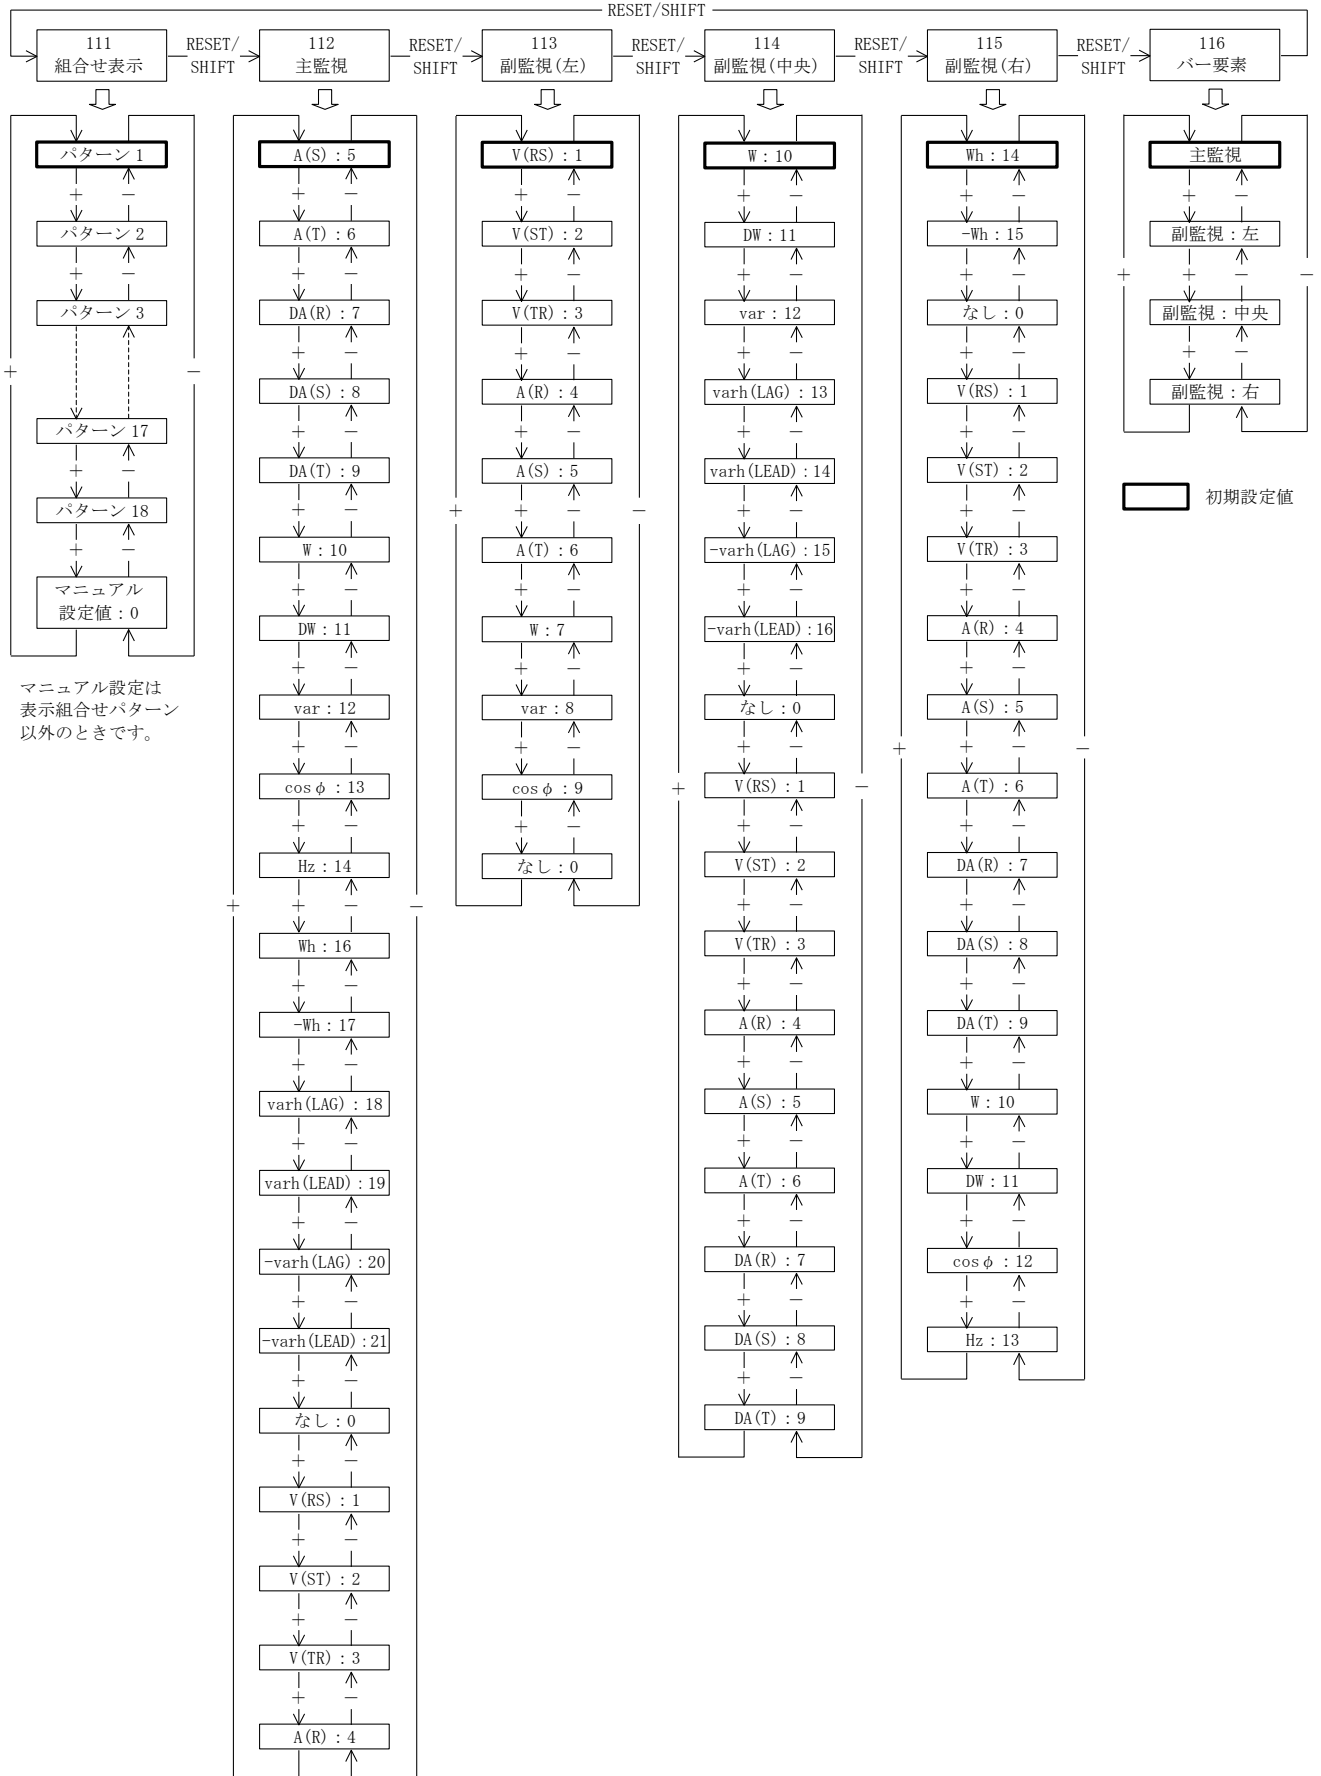 RESET/SHIFT
111
組合せ表示
RESET/
SHIFT
112
主監視
RESET/
SHIFT
113
副監視(左)
RESET/
SHIFT
114
副監視(中央)
RESET/
SHIFT
115
副監視(右)
RESET/
SHIFT
116
バー要素
パターン 1
+ −
パターン 2
+ −
パターン 3
+ −
パターン 17
+ −
パターン 18
+ −
マニュアル
設定値：0
マニュアル設定は
表示組合せパターン
以外のときです。
A(S)：5
+ −
A(T)：6
+ −
DA(R)：7
+ −
DA(S)：8
+ −
DA(T)：9
+ −
W：10
+ −
DW：11
+ −
var：12
+ −
cosφ：13
+ −
Hz：14
+ −
+ −
Wh：16
+ −
-Wh：17
+ −
varh(LAG)：18
+ −
varh(LEAD)：19
+ −
-varh(LAG)：20
+ −
-varh(LEAD)：21
+ −
なし：0
+ −
V(RS)：1
+ −
V(ST)：2
+ −
V(TR)：3
+ −
A(R)：4
V(RS)：1
+ −
V(ST)：2
+ −
V(TR)：3
+ −
A(R)：4
+ −
A(S)：5
+ −
+ −
A(T)：6
+ −
W：7
+ −
var：8
+ −
cosφ：9
+ −
なし：0
W：10
+ −
DW：11
+ −
var：12
+ −
varh(LAG)：13
+ −
varh(LEAD)：14
+ −
-varh(LAG)：15
+ −
-varh(LEAD)：16
+ −
なし：0
+ −
+ −
V(RS)：1
+ −
V(ST)：2
+ −
V(TR)：3
+ −
A(R)：4
+ −
A(S)：5
+ −
A(T)：6
+ −
DA(R)：7
+ −
DA(S)：8
+ −
DA(T)：9
Wh：14
+ −
-Wh：15
+ −
なし：0
+ −
V(RS)：1
+ −
V(ST)：2
+ −
V(TR)：3
+ −
A(R)：4
+ −
A(S)：5
+ −
+ −
A(T)：6
+ −
DA(R)：7
+ −
DA(S)：8
+ −
DA(T)：9
+ −
W：10
+ −
DW：11
+ −
cosφ：12
+ −
Hz：13
主監視
+ −
副監視：左
+ + − −
副監視：中央
+ −
副監視：右
初期設定値